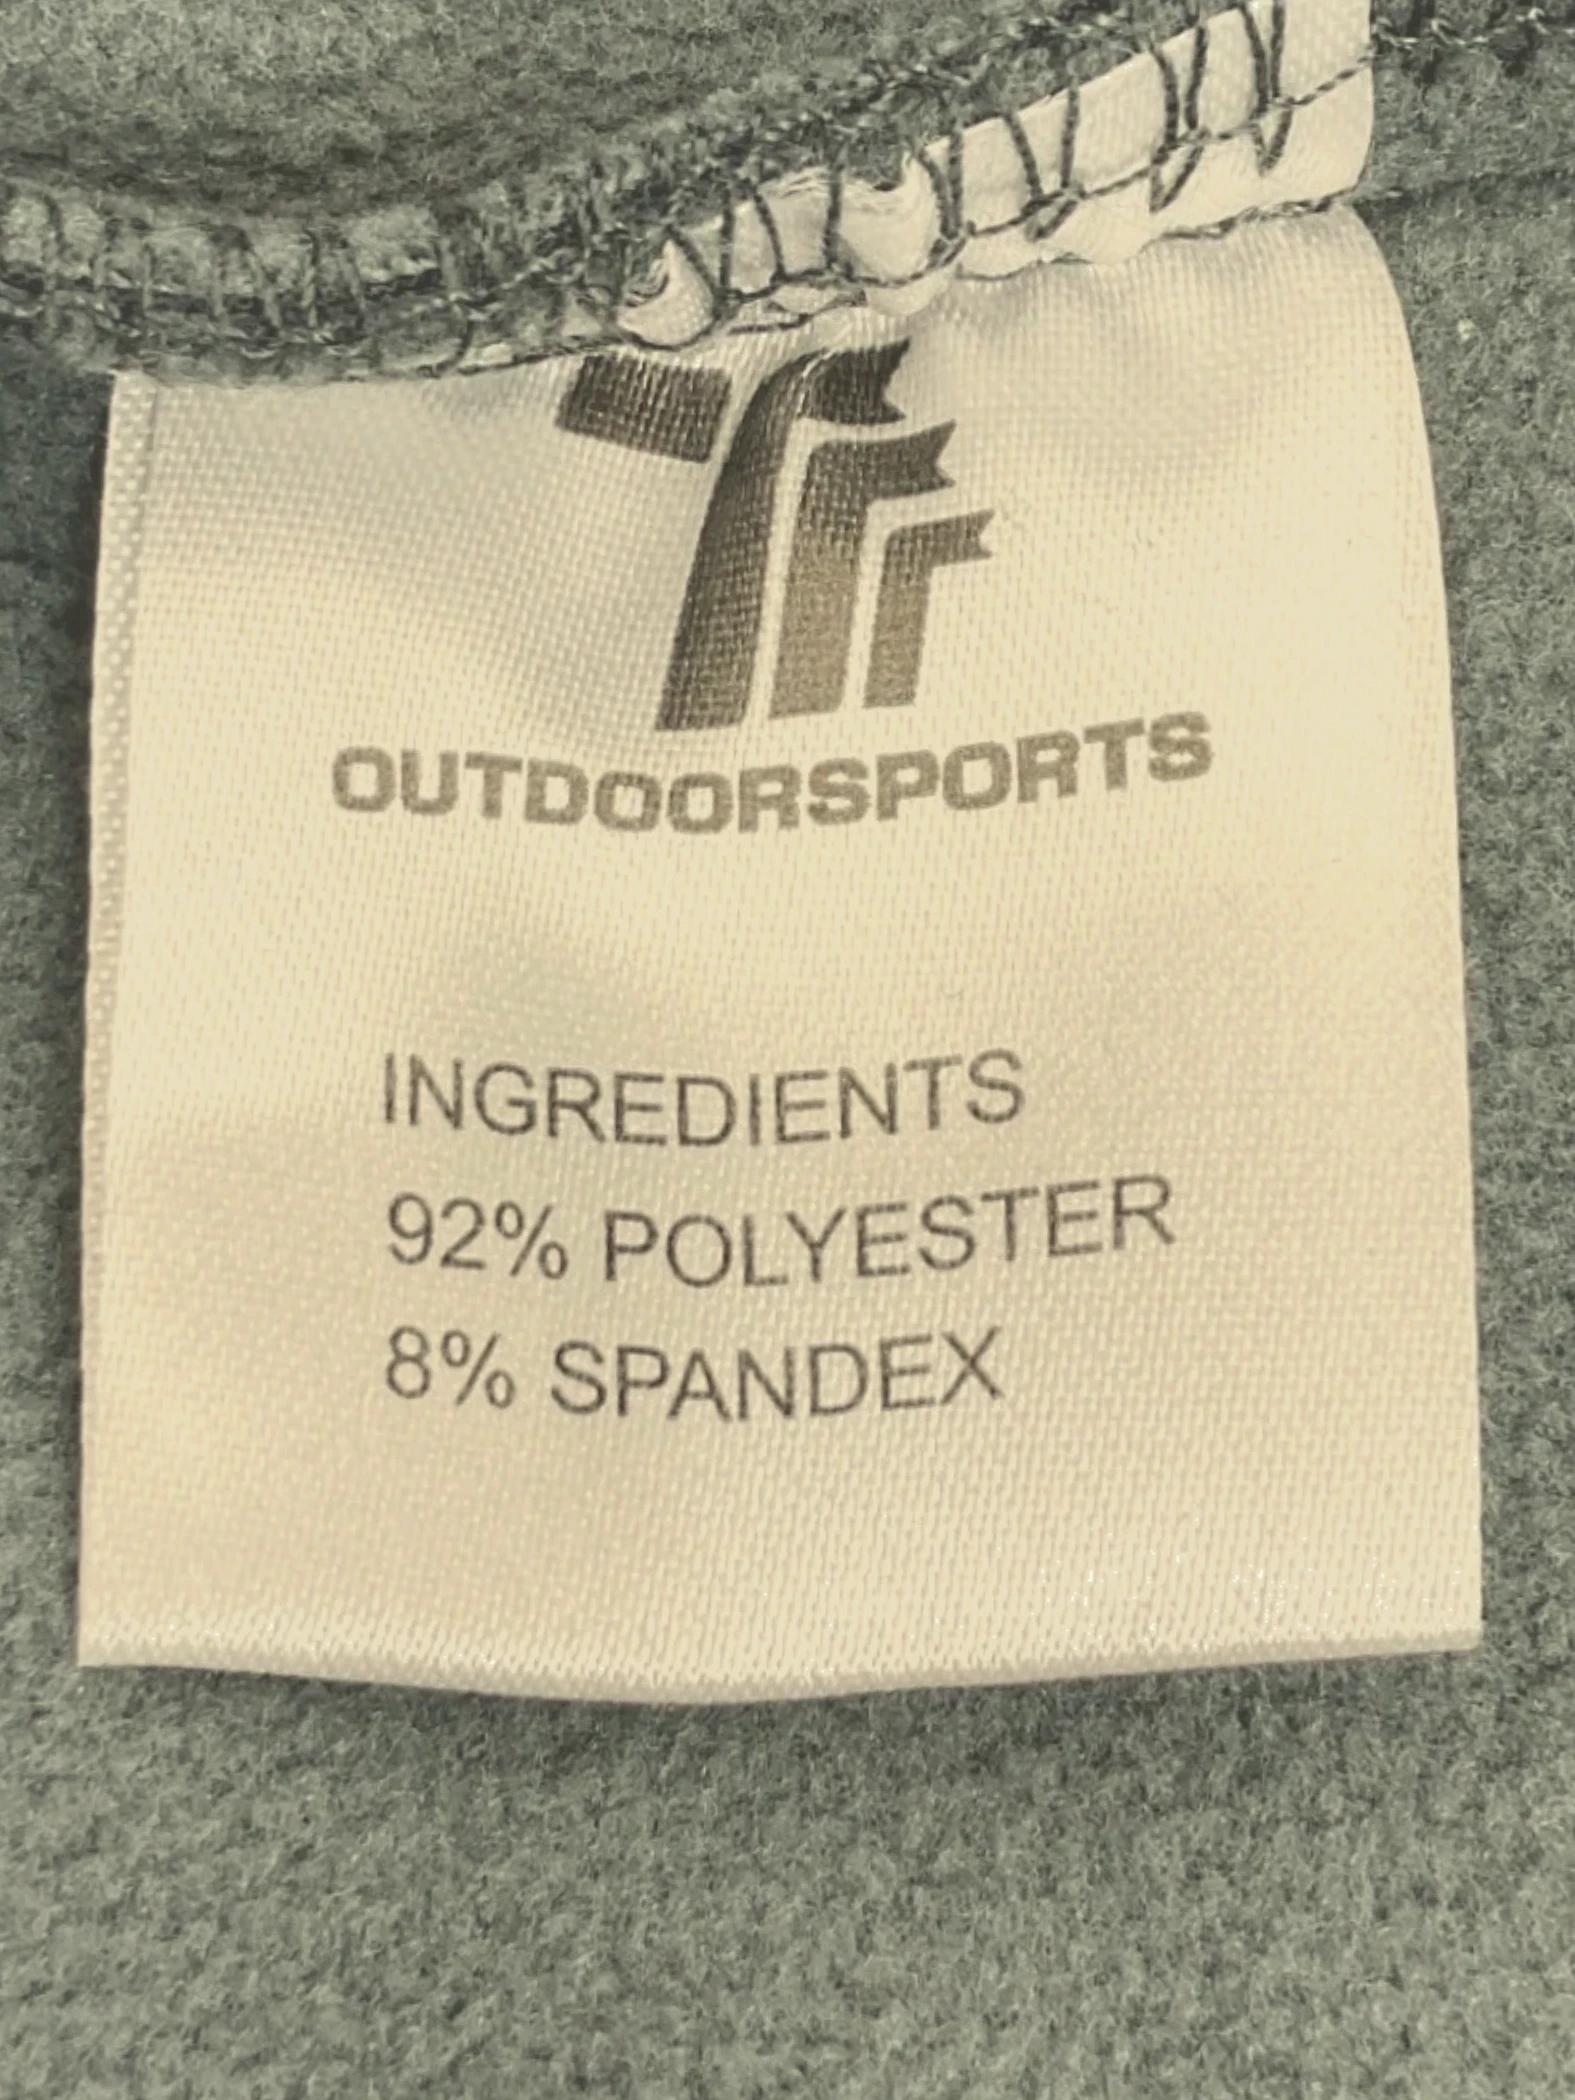 OUTDOORSPORTS
INGREDIENTS
92% POLYESTER
8% SPANDEX